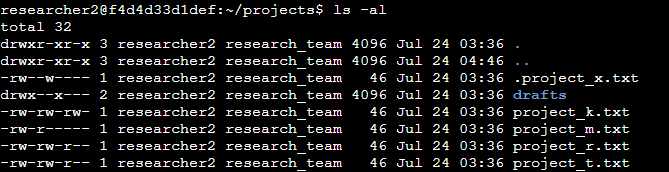 researcher2@f4d4d33d1def:~/projects$ ls -al
total 32
drwxr-xr-x 3 researcher2 research_team 4096 Jul 24 03:36 .
drwxr-xr-x 3 researcher2 research_team 4096 Jul 24 04:46 ..
-rw--w---- 1 researcher2 research_team   46 Jul 24 03:36 .project_x.txt
drwx--x--- 2 researcher2 research_team 4096 Jul 24 03:36 drafts
-rw-rw-rw- 1 researcher2 research_team   46 Jul 24 03:36 project_k.txt
-rw-r----- 1 researcher2 research_team   46 Jul 24 03:36 project_m.txt
-rw-rw-r-- 1 researcher2 research_team   46 Jul 24 03:36 project_r.txt
-rw-rw-r-- 1 researcher2 research_team   46 Jul 24 03:36 project_t.txt